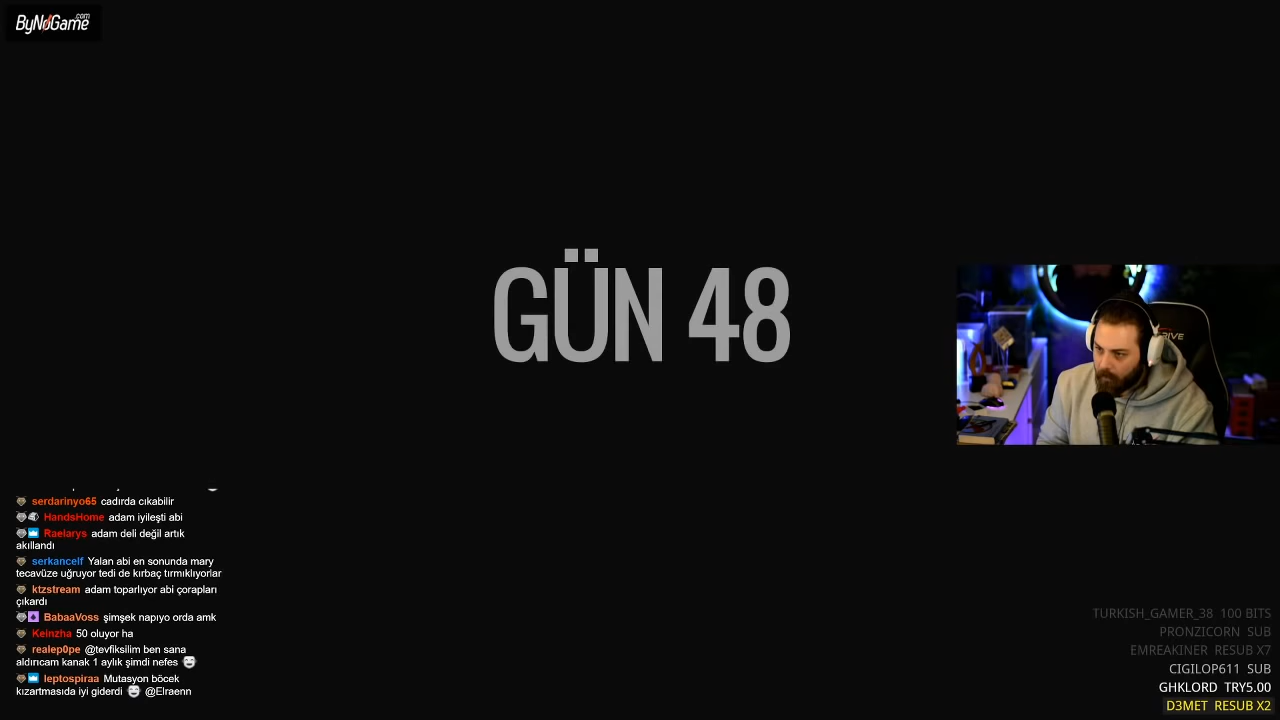 ByNoGame.com
GÜN 48
RIVE
serdarinyo65 cadırda cıkabilir
HandsHome adam iyileşti abi
Raelarys adam deli değil artık
akıllandı
serkancelf Yalan abi en sonunda mary
tecavüze uğruyor tedi de kırbaç tırmıklıyorlar
ktzstream adam toparlıyor abi çorapları
çıkardı
BabaaVoss şimşek napıyo orda amk
Keinzha 50 oluyor ha
realep0pe @tevfiksilim ben sana
aldırıcam kanak 1 aylık şimdi nefes
leptospiraa Mutasyon böcek
kızartmasıda iyi giderdi @Elraenn
TURKISH_GAMER_38 100 BITS
PRONZICORN SUB
EMREAKINER RESUB X7
CIGILOP611 SUB
GHKLORD TRY5.00
D3MET RESUB X2